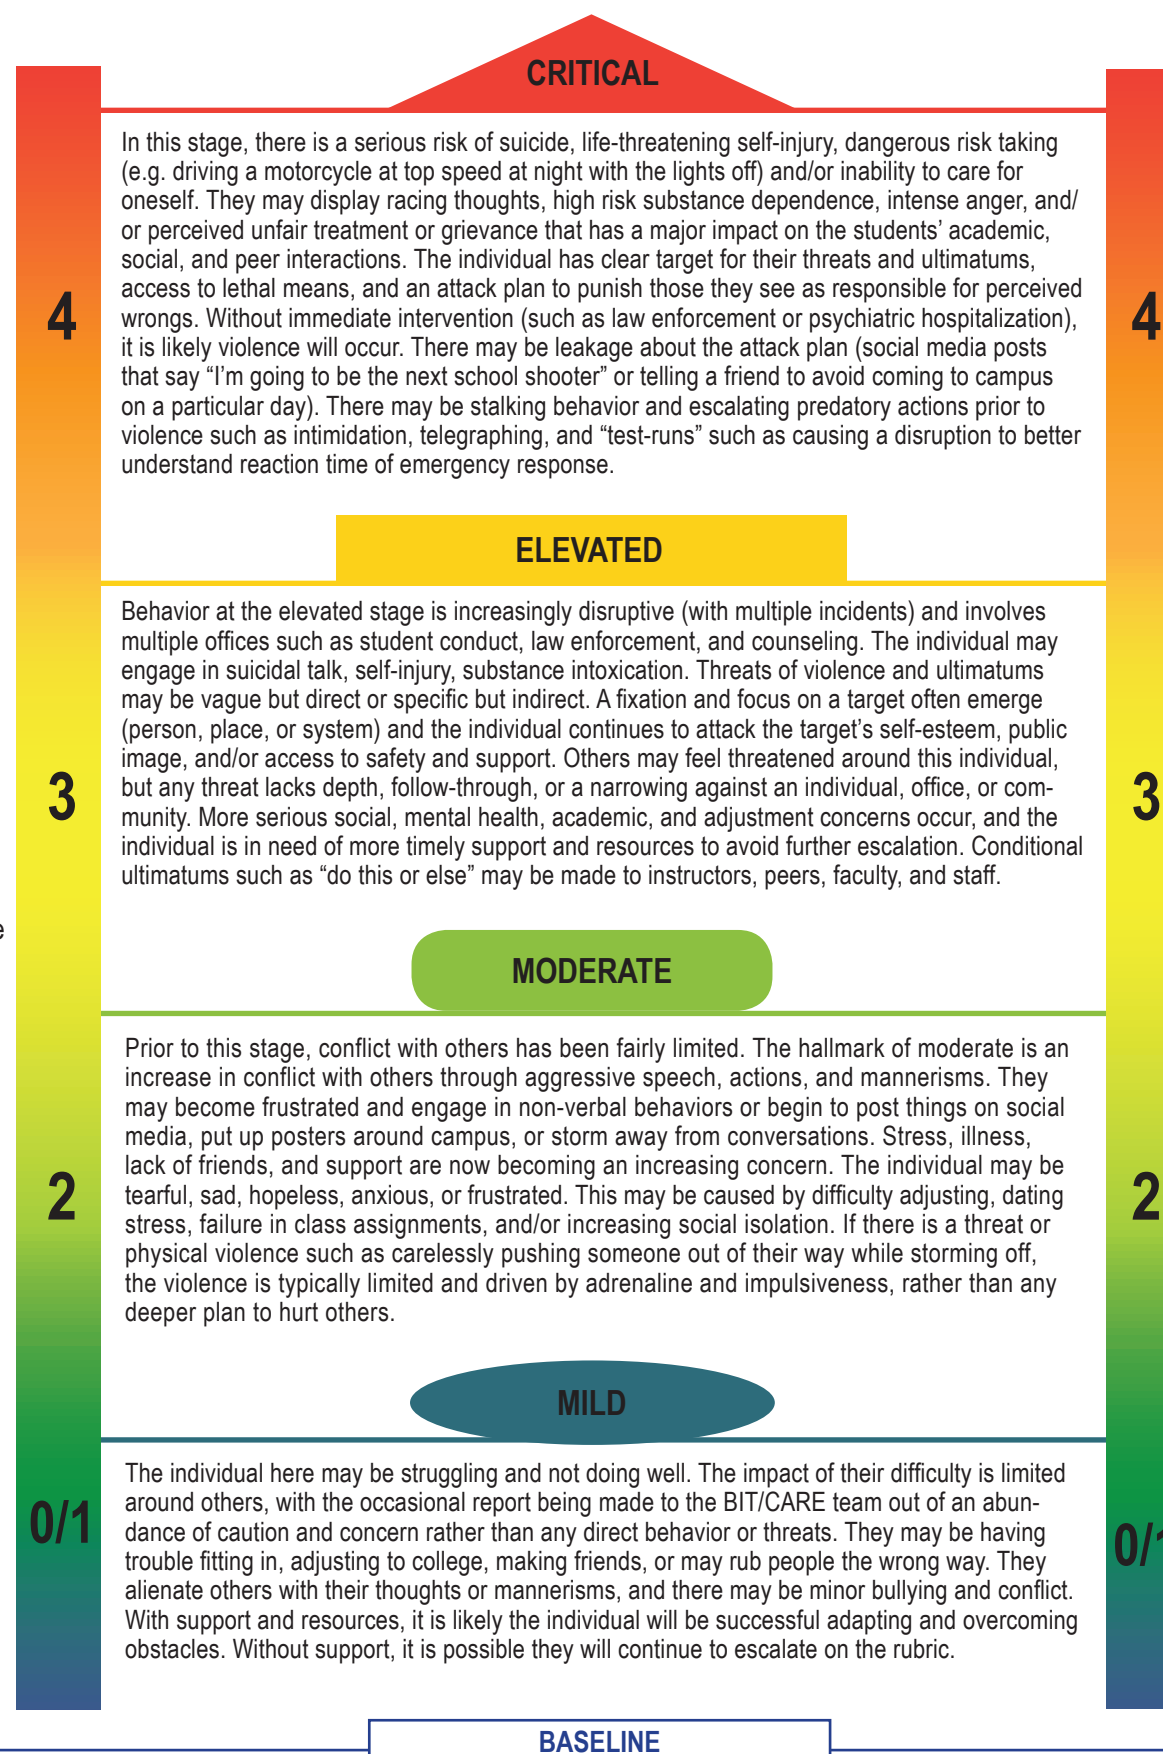 CRITICAL
In this stage, there is a serious risk of suicide, life-threatening self-injury, dangerous risk taking
(e.g. driving a motorcycle at top speed at night with the lights off) and/or inability to care for
oneself. They may display racing thoughts, high risk substance dependence, intense anger, and/
or perceived unfair treatment or grievance that has a major impact on the students’ academic,
social, and peer interactions. The individual has clear target for their threats and ultimatums,
access to lethal means, and an attack plan to punish those they see as responsible for perceived
4
4
wrongs. Without immediate intervention (such as law enforcement or psychiatric hospitalization),
it is likely violence will occur. There may be leakage about the attack plan (social media posts
that say “I’m going to be the next school shooter” or telling a friend to avoid coming to campus
on a particular day). There may be stalking behavior and escalating predatory actions prior to
violence such as intimidation, telegraphing, and “test-runs” such as causing a disruption to better
understand reaction time of emergency response.
ELEVATED
Behavior at the elevated stage is increasingly disruptive (with multiple incidents) and involves
multiple offices such as student conduct, law enforcement, and counseling. The individual may
engage in suicidal talk, self-injury, substance intoxication. Threats of violence and ultimatums
may be vague but direct or specific but indirect. A fixation and focus on a target often emerge
(person, place, or system) and the individual continues to attack the target’s self-esteem, public
image, and/or access to safety and support. Others may feel threatened around this individual,
3
3
but any threat lacks depth, follow-through, or a narrowing against an individual, office, or com-
munity. More serious social, mental health, academic, and adjustment concerns occur, and the
individual is in need of more timely support and resources to avoid further escalation. Conditional
ultimatums such as “do this or else” may be made to instructors, peers, faculty, and staff.
e
MODERATE
Prior to this stage, conflict with others has been fairly limited. The hallmark of moderate is an
increase in conflict with others through aggressive speech, actions, and mannerisms. They
may become frustrated and engage in non-verbal behaviors or begin to post things on social
media, put up posters around campus, or storm away from conversations. Stress, illness,
lack of friends, and support are now becoming an increasing concern. The individual may be
2
2
tearful, sad, hopeless, anxious, or frustrated. This may be caused by difficulty adjusting, dating
stress, failure in class assignments, and/or increasing social isolation. If there is a threat or
physical violence such as carelessly pushing someone out of their way while storming off,
the violence is typically limited and driven by adrenaline and impulsiveness, rather than any
deeper plan to hurt others.
MILD
The individual here may be struggling and not doing well. The impact of their difficulty is limited
around others, with the occasional report being made to the BIT/CARE team out of an abun-
0/1
0/1
dance of caution and concern rather than any direct behavior or threats. They may be having
trouble fitting in, adjusting to college, making friends, or may rub people the wrong way. They
alienate others with their thoughts or mannerisms, and there may be minor bullying and conflict.
With support and resources, it is likely the individual will be successful adapting and overcoming
obstacles. Without support, it is possible they will continue to escalate on the rubric.
BASELINE